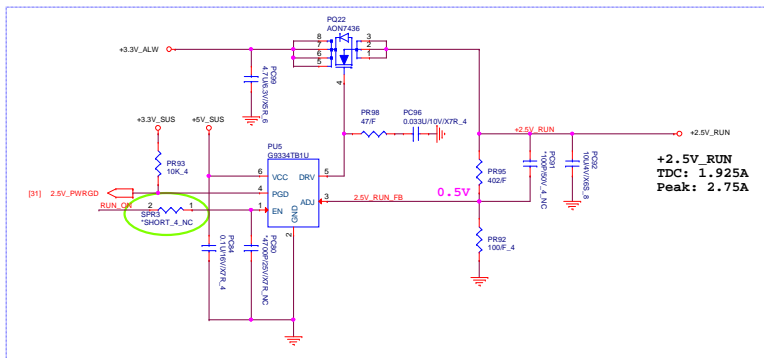 PQ22
AON7436
+3.3V_ALW
8
7
6
5
3
2
1
4
PC99
4.7U/6.3V/X5R_6
+3.3V_SUS
+5V_SUS
PR98
47/F
PC96
0.033U/10V/X7R_4
PU5
G9334TB1U
PR93
10K_4
6
VCC
DRV
5
+2.5V_RUN
+2.5V_RUN
[31]
2.5V_PWRGD
4
PGD
PR95
402/F
PC91
*100P/50V_4_NC
PC92
10U/4V/X6S_8
+2.5V_RUN
TDC: 1.925A
Peak: 2.75A
RUN_ON
2
1
1
EN
GND
ADJ
3
2.5V_RUN_FB
0.5V
SPR3
*SHORT_4_NC
2
PC84
0.1U/16V/X7R_4
PC80
*4700P/25V/X7R_NC
PR92
100/F_4